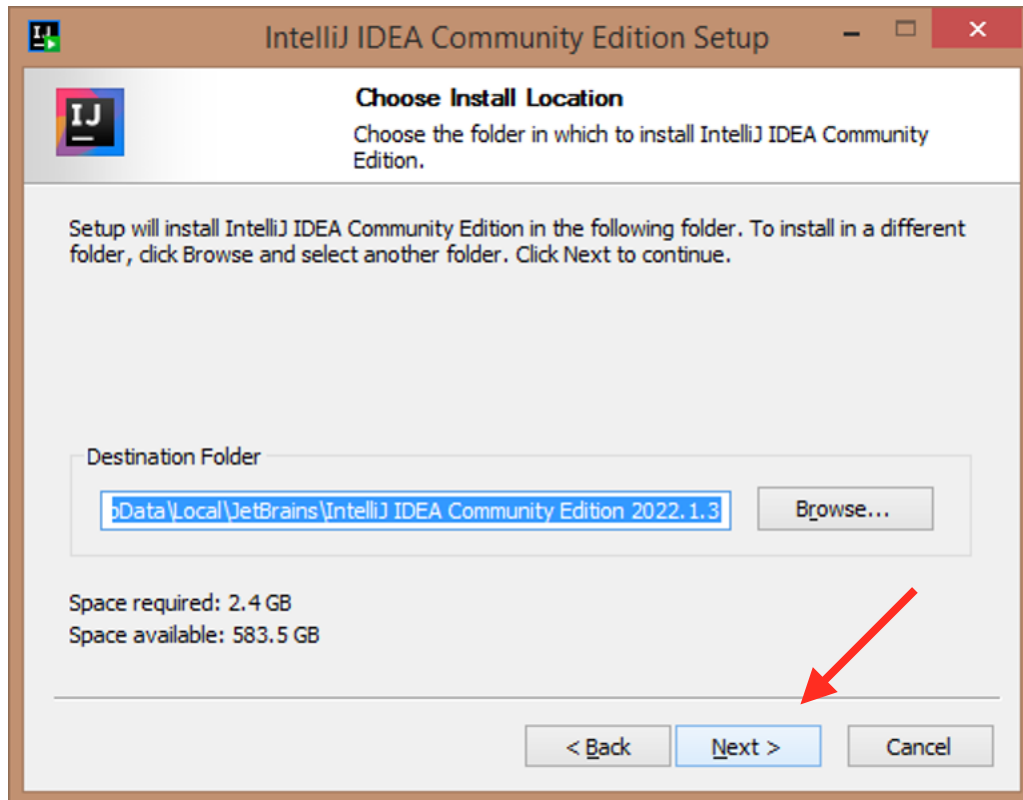 IntelliJ IDEA Community Edition Setup
IJ
Choose Install Location
Choose the folder in which to install IntelliJ IDEA Community
Edition.
Setup will install IntelliJ IDEA Community Edition in the following folder. To install in a different
folder, click Browse and select another folder. Click Next to continue.
Destination Folder
pData\Local\JetBrains\IntelliJ IDEA Community Edition 2022.1.3
Browse...
Space required: 2.4 GB
Space available: 583.5 GB
< Back
Next >
Cancel